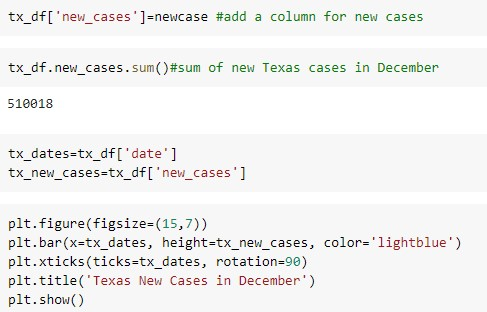 tx_df['new_cases']=newcase #add a column for new cases
tx_df.new_cases.sum()#sum of new Texas cases in December
510018
tx_dates=tx_df['date']
tx_new_cases=tx_df['new_cases']
plt.figure(figsize=(15,7))
plt.bar(x=tx_dates, height=tx_new_cases, color='lightblue')
plt.xticks(ticks=tx_dates, rotation=90)
plt.title('Texas New Cases in December')
plt.show()